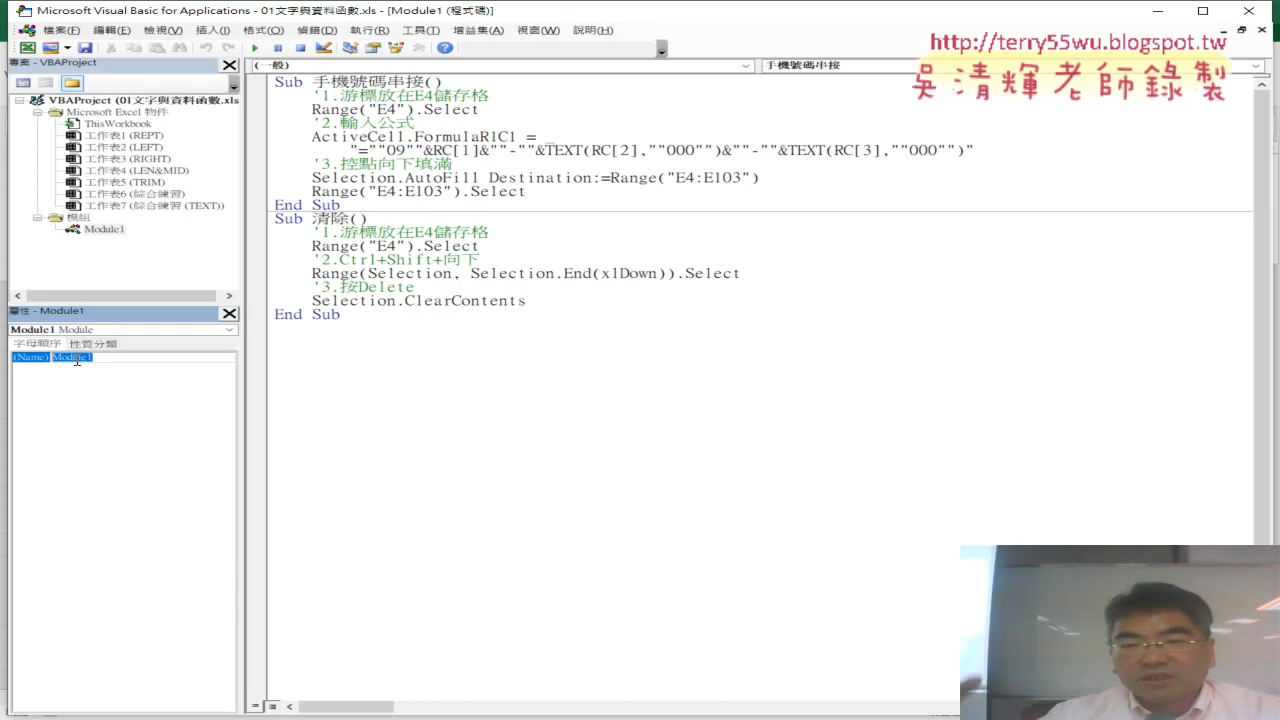 Microsoft Visual Basic for Applications - 01文字與資料函數.xls - [Module1 (程式碼)]
檔案(F) 編輯(E) 檢視(V) 插入(I) 格式(O) 偵錯(D) 執行(R) 工具(T) 增益集(A) 視窗(W) 說明(H)
http://terry55wu.blogspot.tw
吳清輝老師錄製
專案 - VBAProject
VBAProject (01文字與資料函數.xls
Microsoft Excel 物件
ThisWorkbook
工作表1 (REPT)
工作表2 (LEFT)
工作表3 (RIGHT)
工作表4 (LEN&MID)
工作表5 (TRIM)
工作表6 (綜合練習)
工作表7 (綜合練習 (TEXT))
模組
Module1
屬性 - Module1
Module1 Module
字母順序 性質分類
(Name) Module1
(一般) 手機號碼串接
Sub 手機號碼串接()
'1.游標放在E4儲存格
Range("E4").Select
'2.輸入公式
ActiveCell.FormulaR1C1 = _
"=""09""&RC[1]&""-""&TEXT(RC[2],""000"")&""-""&TEXT(RC[3],""000"")"
'3.控點向下填滿
Selection.AutoFill Destination:=Range("E4:E103")
Range("E4:E103").Select
End Sub
Sub 清除()
'1.游標放在E4儲存格
Range("E4").Select
'2.Ctrl+Shift+向下
Range(Selection, Selection.End(xlDown)).Select
'3.按Delete
Selection.ClearContents
End Sub